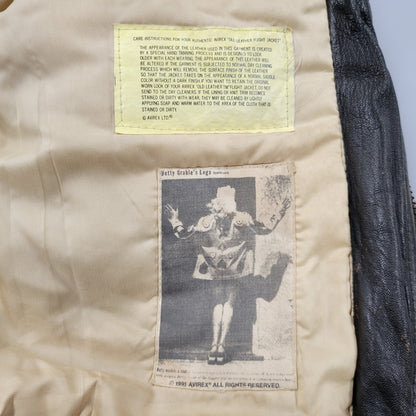 CARE INSTRUCTIONS FOR YOUR AUTHENTIC AVIREX "OLD LEATHER FLIGHT JACKET"
THE APPEARANCE OF THE LEATHER USED IN THIS GARMENT IS CREATED
BY A SPECIAL HAND TANNING PROCESS AND IS DESIGNED TO LOOK
OLDER WITH EACH WEARING. THE APPEARANCE OF THE LEATHER WILL
BE ALTERED IF THE GARMENT IS SUBJECTED TO NORMAL DRY CLEANING
PROCESS WHICH WILL REMOVE THE SURFACE FINISH OF THE LEATHER
SO THAT THE JACKET TAKES ON THE APPEARANCE OF A NORMAL SINGLE
COLOR WITHOUT A DARK FINISH. IF YOU WANT TO RETAIN THE ORIGINAL
WORN LOOK OF YOUR AVIREX "OLD LEATHER" FLIGHT JACKET, DO NOT
SEND TO THE DRY CLEANERS. IF THE LINING OR KNIT TRIM BECOMES
STAINED OR DIRTY WITH WEAR, THEY MAY BE CLEANED BY LIGHTLY
APPLYING SOAP AND WARM WATER TO THE AREA OF THE CLOTH THAT IS
STAINED OR DIRTY.
© AVIREX LTD.®
Betty Grable's Legs
© 1991 AVIREX® ALL RIGHTS RESERVED.